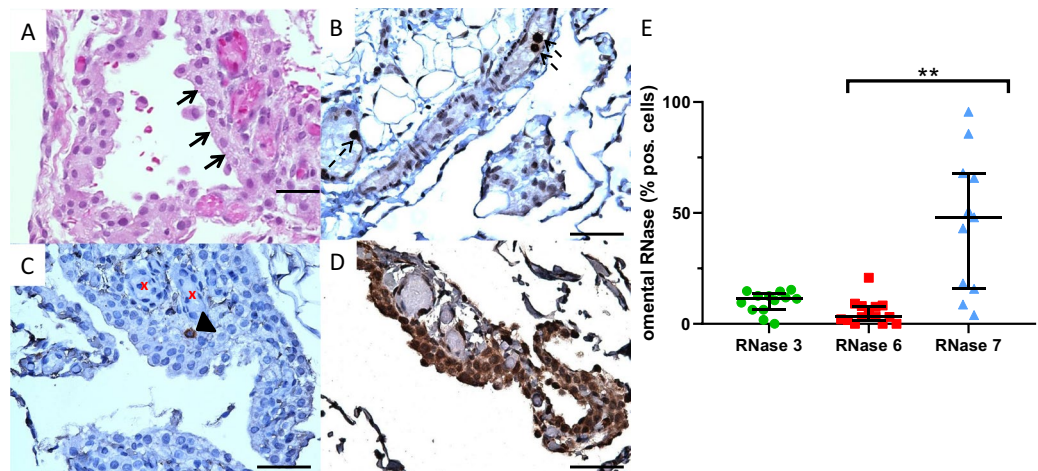 A
B
E
**
100
50
0
omental RNase (% pos. cells)
RNase 3
RNase 6
RNase 7
C
x
x
D